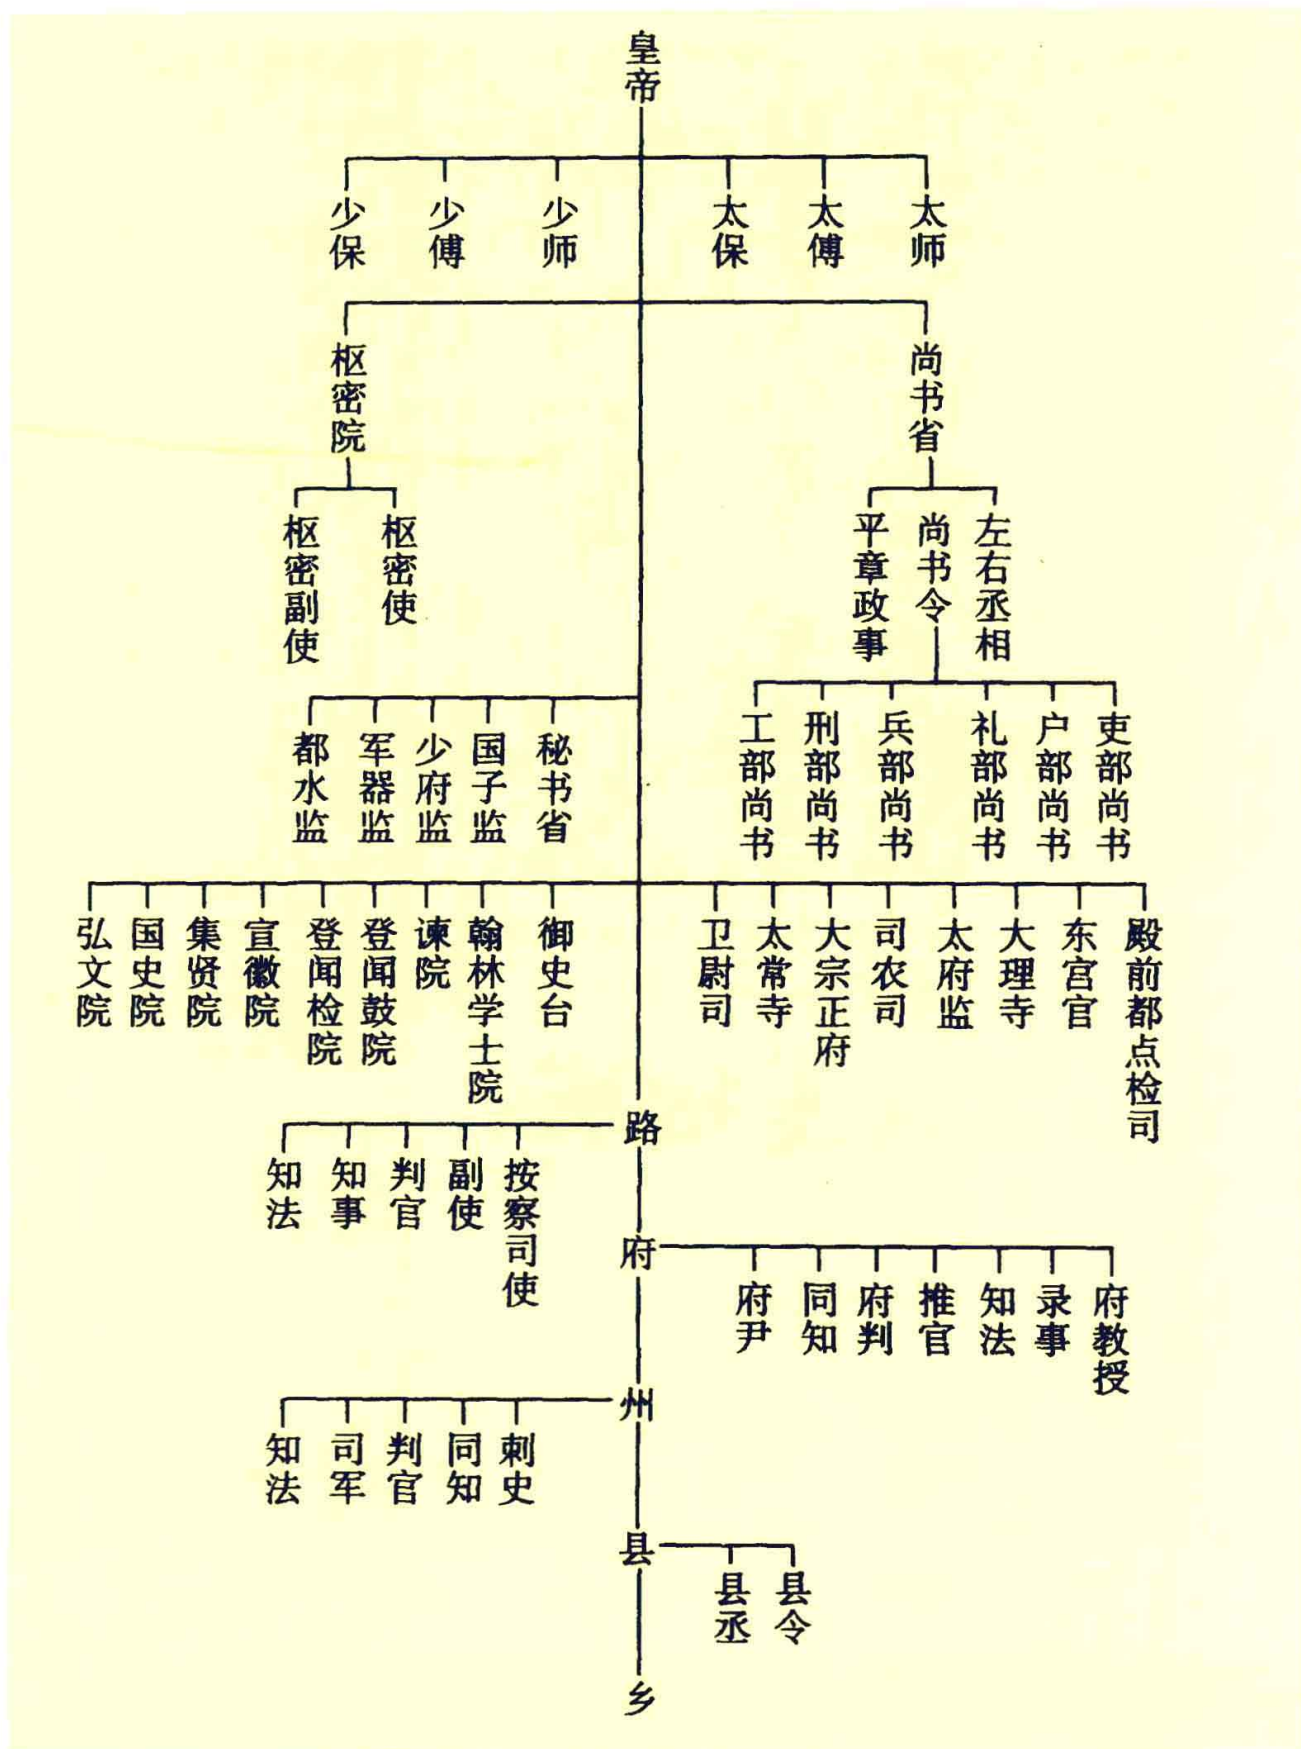 皇帝
少保
少傅
少师
太保
太傅
太师
枢密院
尚书省
枢密副使
枢密使
平章政事
尚书令
左右丞相
都水监
军器监
少府监
国子监
秘书省
工部尚书
刑部尚书
兵部尚书
礼部尚书
户部尚书
吏部尚书
弘文院
国史院
集贤院
宣徽院
登闻检院
登闻鼓院
谏院
翰林学士院
御史台
卫尉司
太常寺
大宗正府
司农司
太府监
大理寺
东宫官
殿前都点检司
路
知法
知事
判官
副使
按察司使
府
府尹
同知
府判
推官
知法
录事
府教授
州
知法
司军
判官
同知
刺史
县
县丞
县令
乡